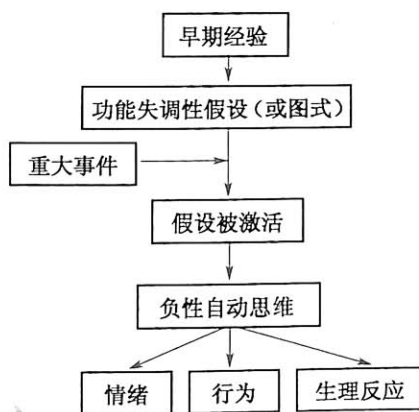 早期经验
功能失调性假设（或图式）
重大事件
假设被激活
负性自动思维
情绪
行为
生理反应